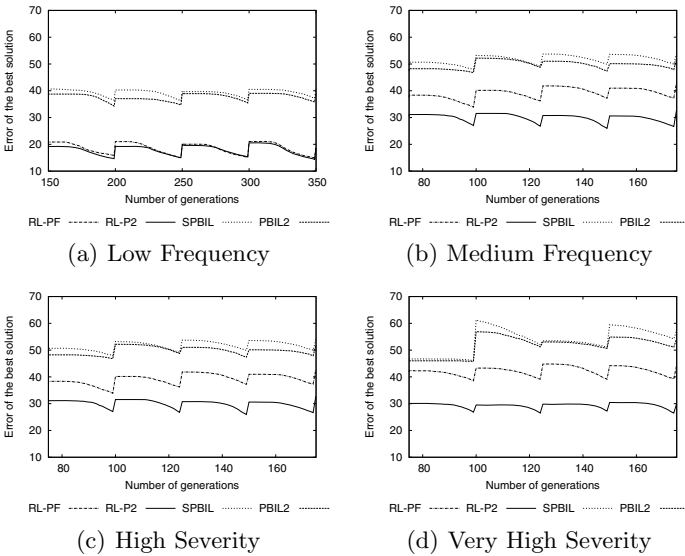 70
60
50
40
30
20
10
Error of the best solution
150 200 250 300 350
Number of generations
RL-PF RL-P2 SPBIL PBIL2
(a) Low Frequency
70
60
50
40
30
20
10
Error of the best solution
80 100 120 140 160
Number of generations
RL-PF RL-P2 SPBIL PBIL2
(b) Medium Frequency
70
60
50
40
30
20
10
Error of the best solution
80 100 120 140 160
Number of generations
RL-PF RL-P2 SPBIL PBIL2
(c) High Severity
70
60
50
40
30
20
10
Error of the best solution
80 100 120 140 160
Number of generations
RL-PF RL-P2 SPBIL PBIL2
(d) Very High Severity